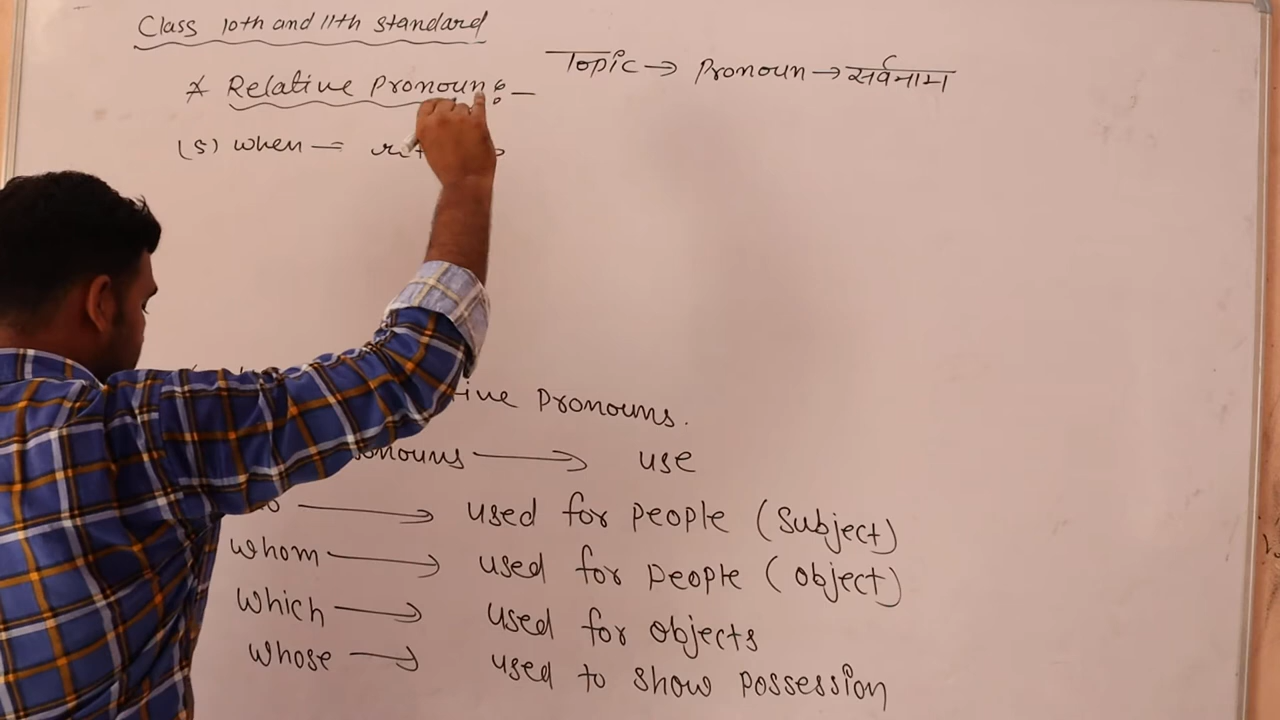 Class 10th and 11th standard
Topic → Pronoun → सर्वनाम
* Relative Pronoun :-
(5) when =
Pronouns.
use
used for people (Subject)
whom → used for people (object)
which → used for objects
whose → used to show possession